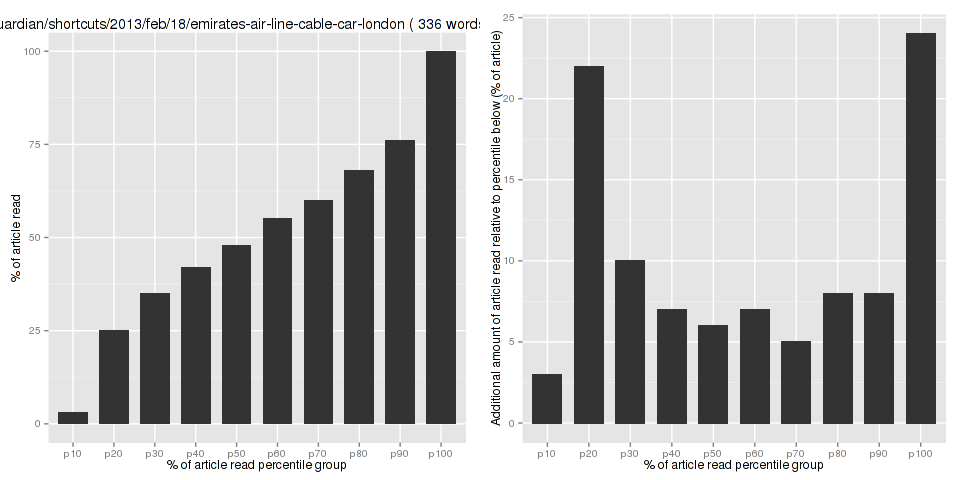 uardian/shortcuts/2013/feb/18/emirates-air-line-cable-car-london ( 336 words
% of article read
100
75
50
25
0
p10 p20 p30 p40 p50 p60 p70 p80 p90 p100
% of article read percentile group
Additional amount of article read relative to percentile below (% of article)
25
20
15
10
5
0
p10 p20 p30 p40 p50 p60 p70 p80 p90 p100
% of article read percentile group